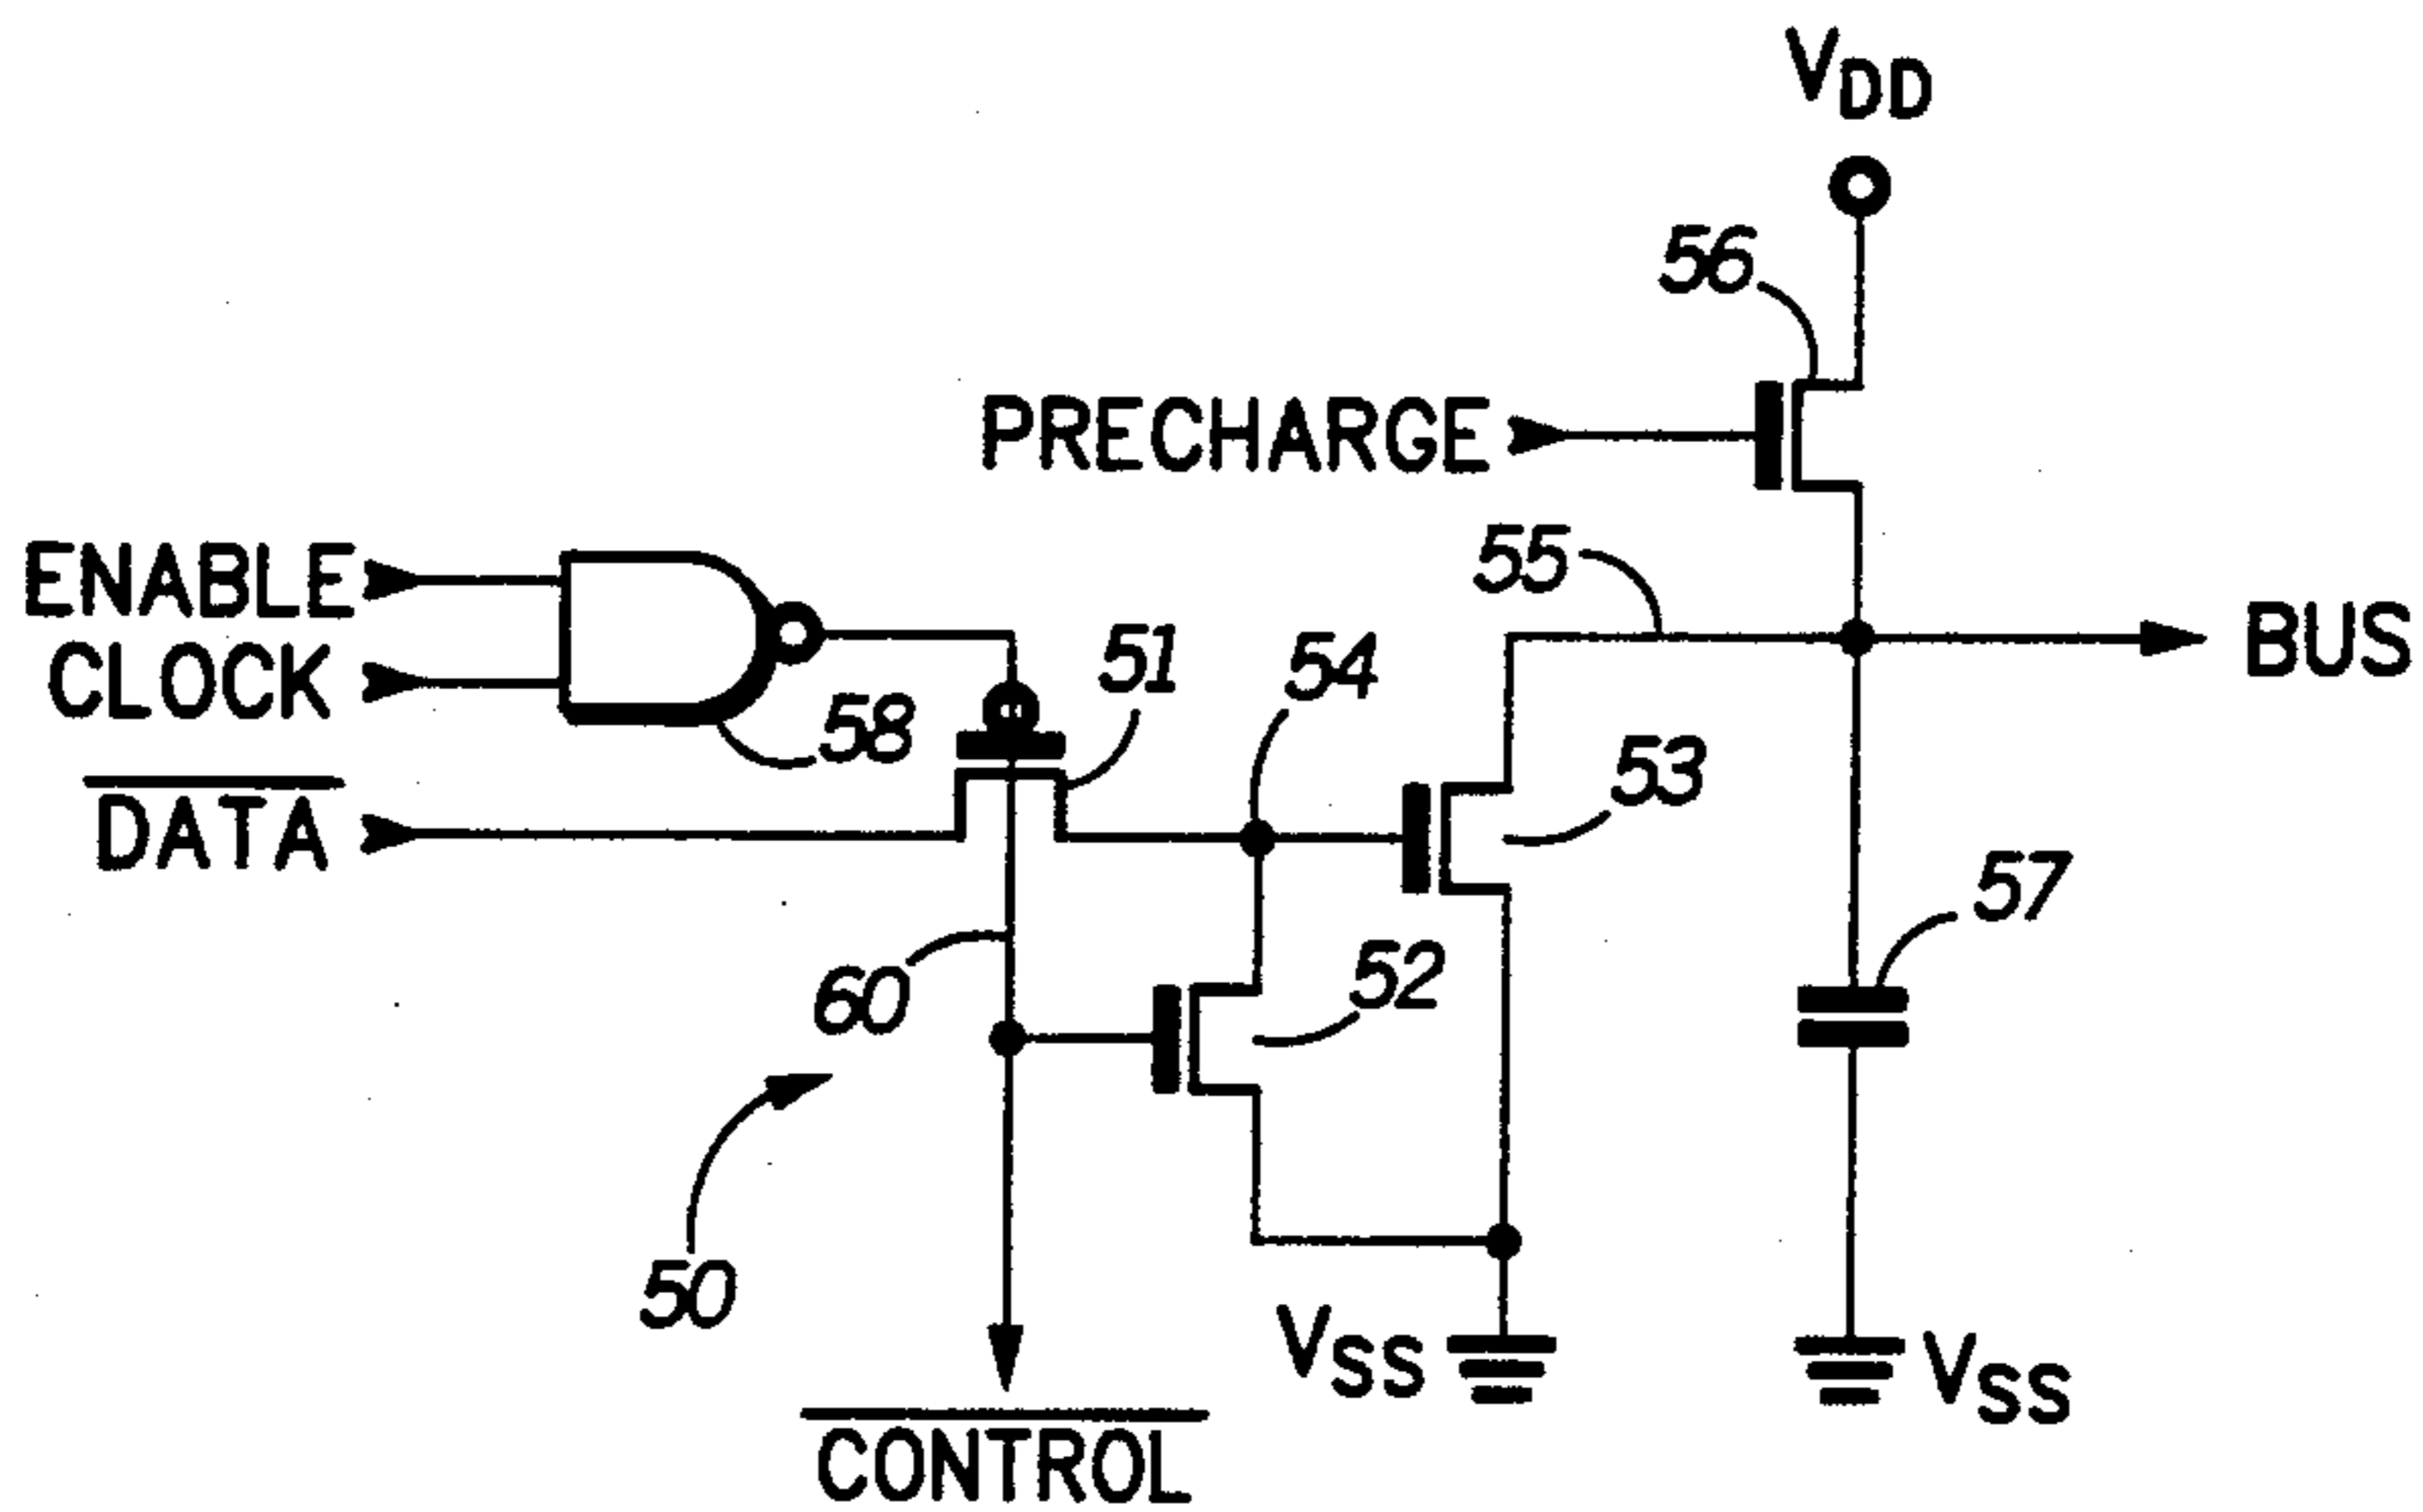 VDD
56
PRECHARGE
ENABLE
55
BUS
CLOCK
51
54
58
53
DATA
57
52
60
50
VSS
VSS
CONTROL